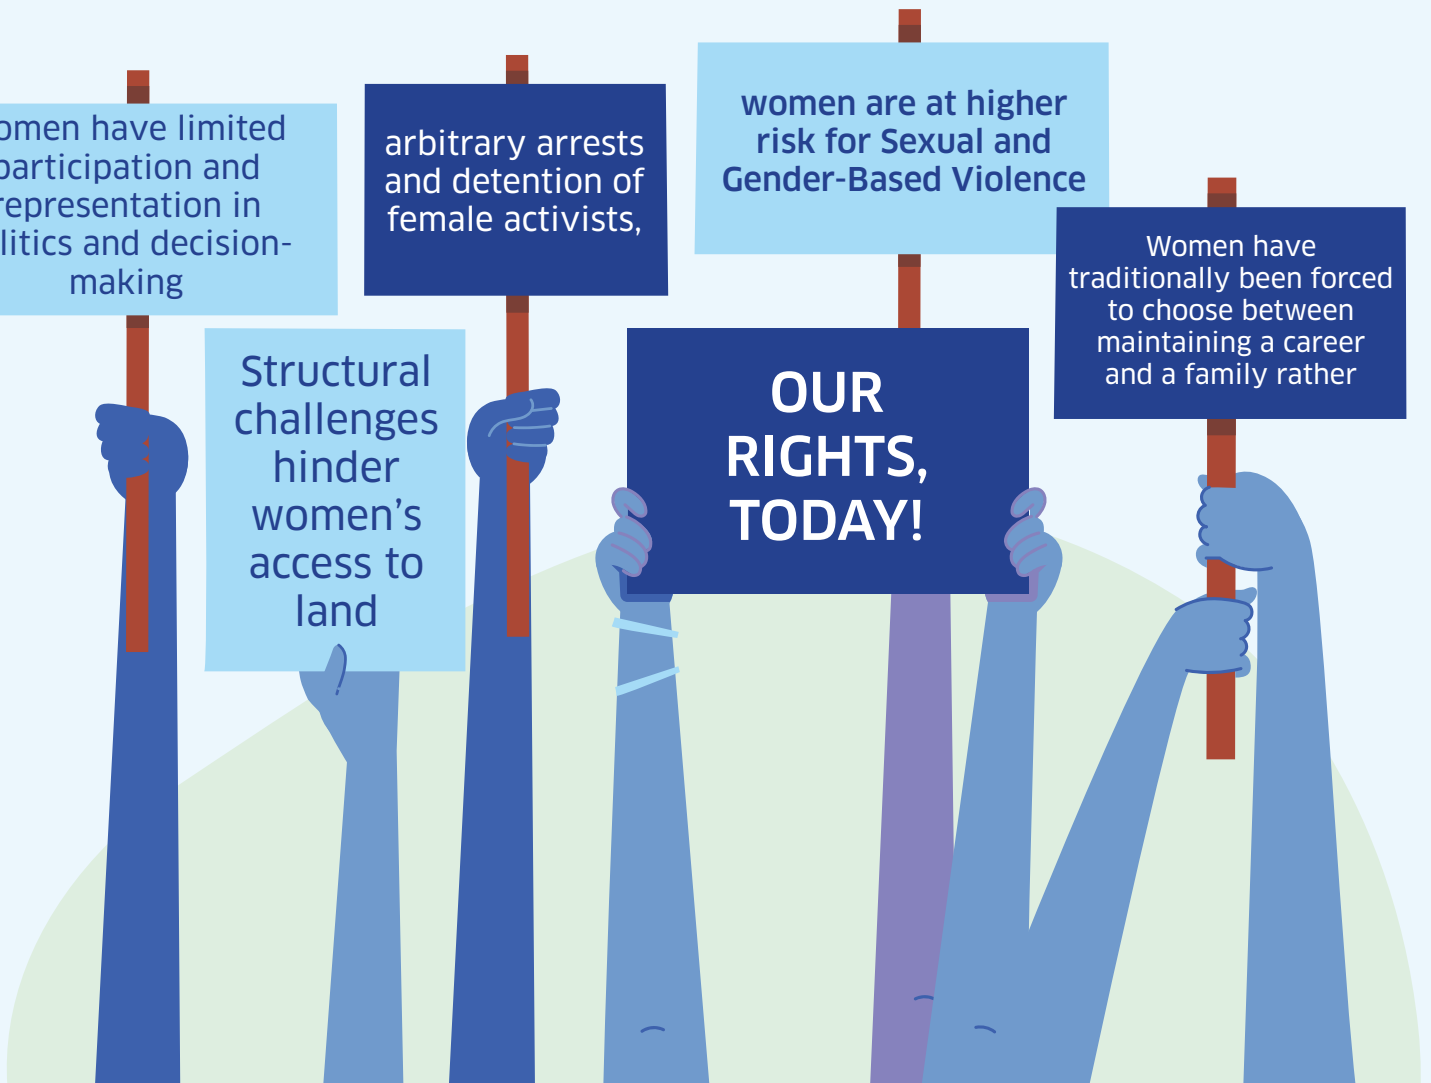 omen have limited
participation and
representation in
litics and decision-
making
arbitrary arrests
and detention of
female activists,
women are at higher
risk for Sexual and
Gender-Based Violence
Women have
traditionally been forced
to choose between
maintaining a career
and a family rather
Structural
challenges
hinder
women’s
access to
land
OUR
RIGHTS,
TODAY!